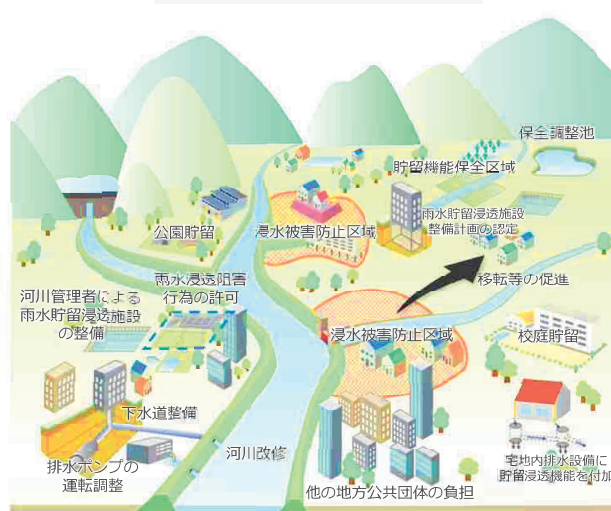 保全調整池
貯留機能保全区域
雨水貯留浸透施設
整備計画の認定
公園貯留
浸水被害防止区域
雨水浸透阻害
行為の許可
移転等の促進
河川管理者による
雨水貯留浸透施設
の整備
浸水被害防止区域
校庭貯留
下水道整備
排水ポンプの
運転調整
河川改修
他の地方公共団体の負担
宅地内排水設備に
貯留浸透機能を付加